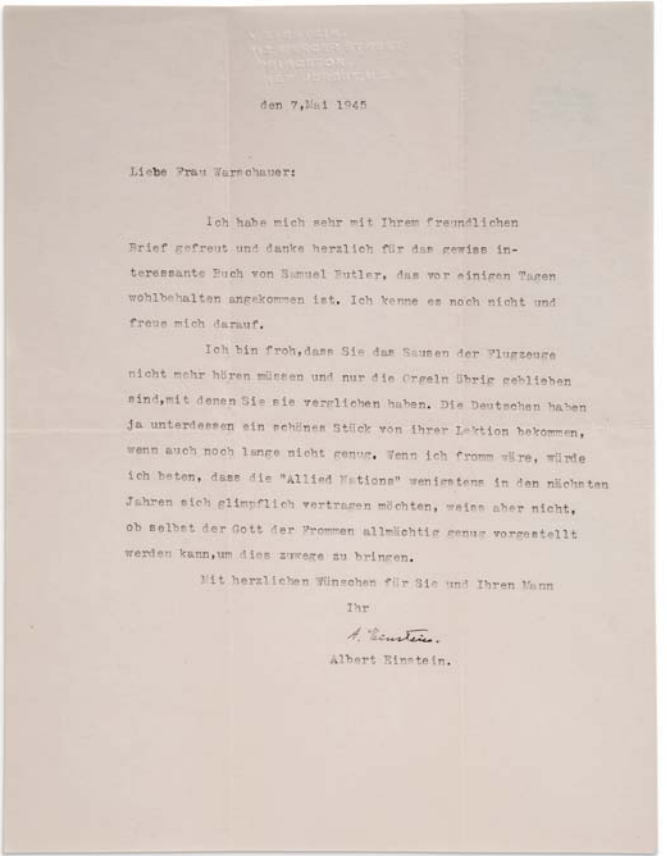 A. EINSTEIN.
112 MERCER STREET
PRINCETON,
NEW JERSEY, U.S.A.
den 7,Mai 1945
Liebe Frau Warschauer:
Ich habe mich sehr mit Ihrem freundlichen
Brief gefreut und danke herzlich für das gewiss in-
teressante Buch von Samuel Butler, das vor einigen Tagen
wohlbehalten angekommen ist. Ich kenne es noch nicht und
freue mich darauf.
Ich bin froh,dass Sie das Sausen der Flugzeuge
nicht mehr hören müssen und nur die Orgeln übrig geblieben
sind,mit denen Sie sie verglichen haben. Die Deutschen haben
ja unterdessen ein schönes Stück von ihrer Lektion bekommen,
wenn auch noch lange nicht genug. Wenn ich fromm wäre, würde
ich beten, dass die "Allied Nations" wenigstens in den nächsten
Jahren sich glimpflich vertragen möchten, weiss aber nicht,
ob selbst der Gott der Frommen allmächtig genug vorgestellt
werden kann,um dies zuwege zu bringen.
Mit herzlichen Wünschen für Sie und Ihren Mann
Ihr
A. Einstein.
Albert Einstein.